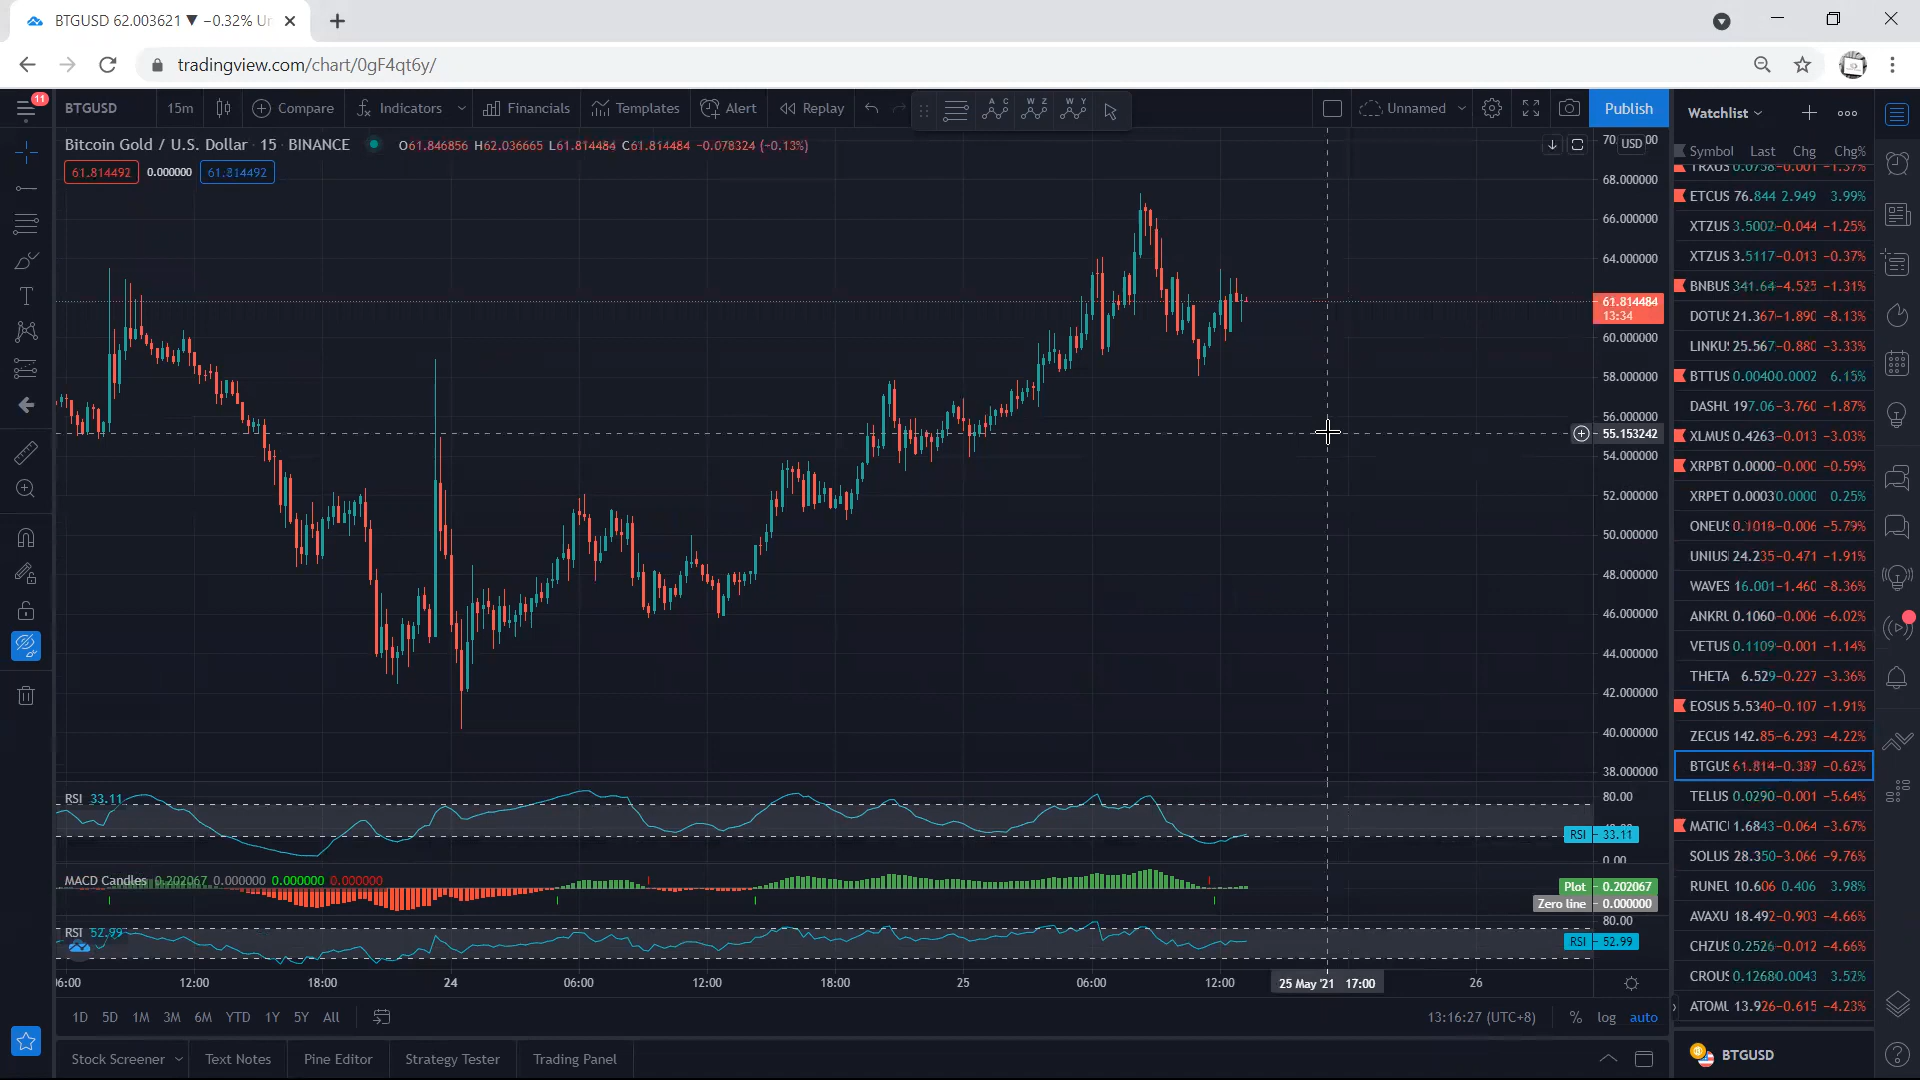 BTGUSD 62.003621 ▼ −0.32% Un
tradingview.com/chart/0gF4qt6y/
11
BTGUSD 15m Compare Indicators Financials Templates Alert Replay A C W Z W Y Unnamed Publish
Bitcoin Gold / U.S. Dollar · 15 · BINANCE O61.846856 H62.036665 L61.814484 C61.814484 −0.078324 (−0.13%)
61.814492 0.000000 61.814492
USD
68.000000
66.000000
64.000000
61.814484
13:34
60.000000
58.000000
56.000000
55.153242
54.000000
52.000000
50.000000
48.000000
46.000000
44.000000
42.000000
40.000000
38.000000
RSI 33.11
80.00
RSI 33.11
0.00
MACD Candles 0.202067 0.000000 0.000000 0.000000
Plot 0.202067
Zero line 0.000000
80.00
RSI 52.99
RSI 52.99
06:00 12:00 18:00 24 06:00 12:00 18:00 25 06:00 12:00 25 May '21 17:00 26
1D 5D 1M 3M 6M YTD 1Y 5Y All 13:16:27 (UTC+8) % log auto
Stock Screener Text Notes Pine Editor Strategy Tester Trading Panel
Watchlist
Symbol Last Chg Chg%
TRXUS 0.0758 −0.001 −1.37%
ETCUS 76.844 2.949 3.99%
XTZUS 3.5002 −0.044 −1.25%
XTZUS 3.5117 −0.013 −0.37%
BNBUS 341.64 −4.525 −1.31%
DOTUS 21.367 −1.890 −8.13%
LINKU 25.567 −0.880 −3.33%
BTTUS 0.0040 0.0002 6.15%
DASHU 197.06 −3.760 −1.87%
XLMUS 0.4263 −0.013 −3.03%
XRPBT 0.0000 −0.000 −0.59%
XRPET 0.0003 0.0000 0.25%
ONEUS 0.1018 −0.006 −5.79%
UNIUS 24.235 −0.471 −1.91%
WAVES 16.001 −1.460 −8.36%
ANKRU 0.1060 −0.006 −6.02%
VETUS 0.1109 −0.001 −1.14%
THETA 6.529 −0.227 −3.36%
EOSUS 5.5340 −0.107 −1.91%
ZECUS 142.85 −6.293 −4.22%
BTGUS 61.814 −0.387 −0.62%
TELUS 0.0290 −0.001 −5.64%
MATIC 1.6843 −0.064 −3.67%
SOLUS 28.350 −3.066 −9.76%
RUNEU 10.606 0.406 3.98%
AVAXU 18.492 −0.903 −4.66%
CHZUS 0.2526 −0.012 −4.66%
CROUS 0.1268 0.0043 3.52%
ATOMU 13.926 −0.615 −4.23%
BTGUSD